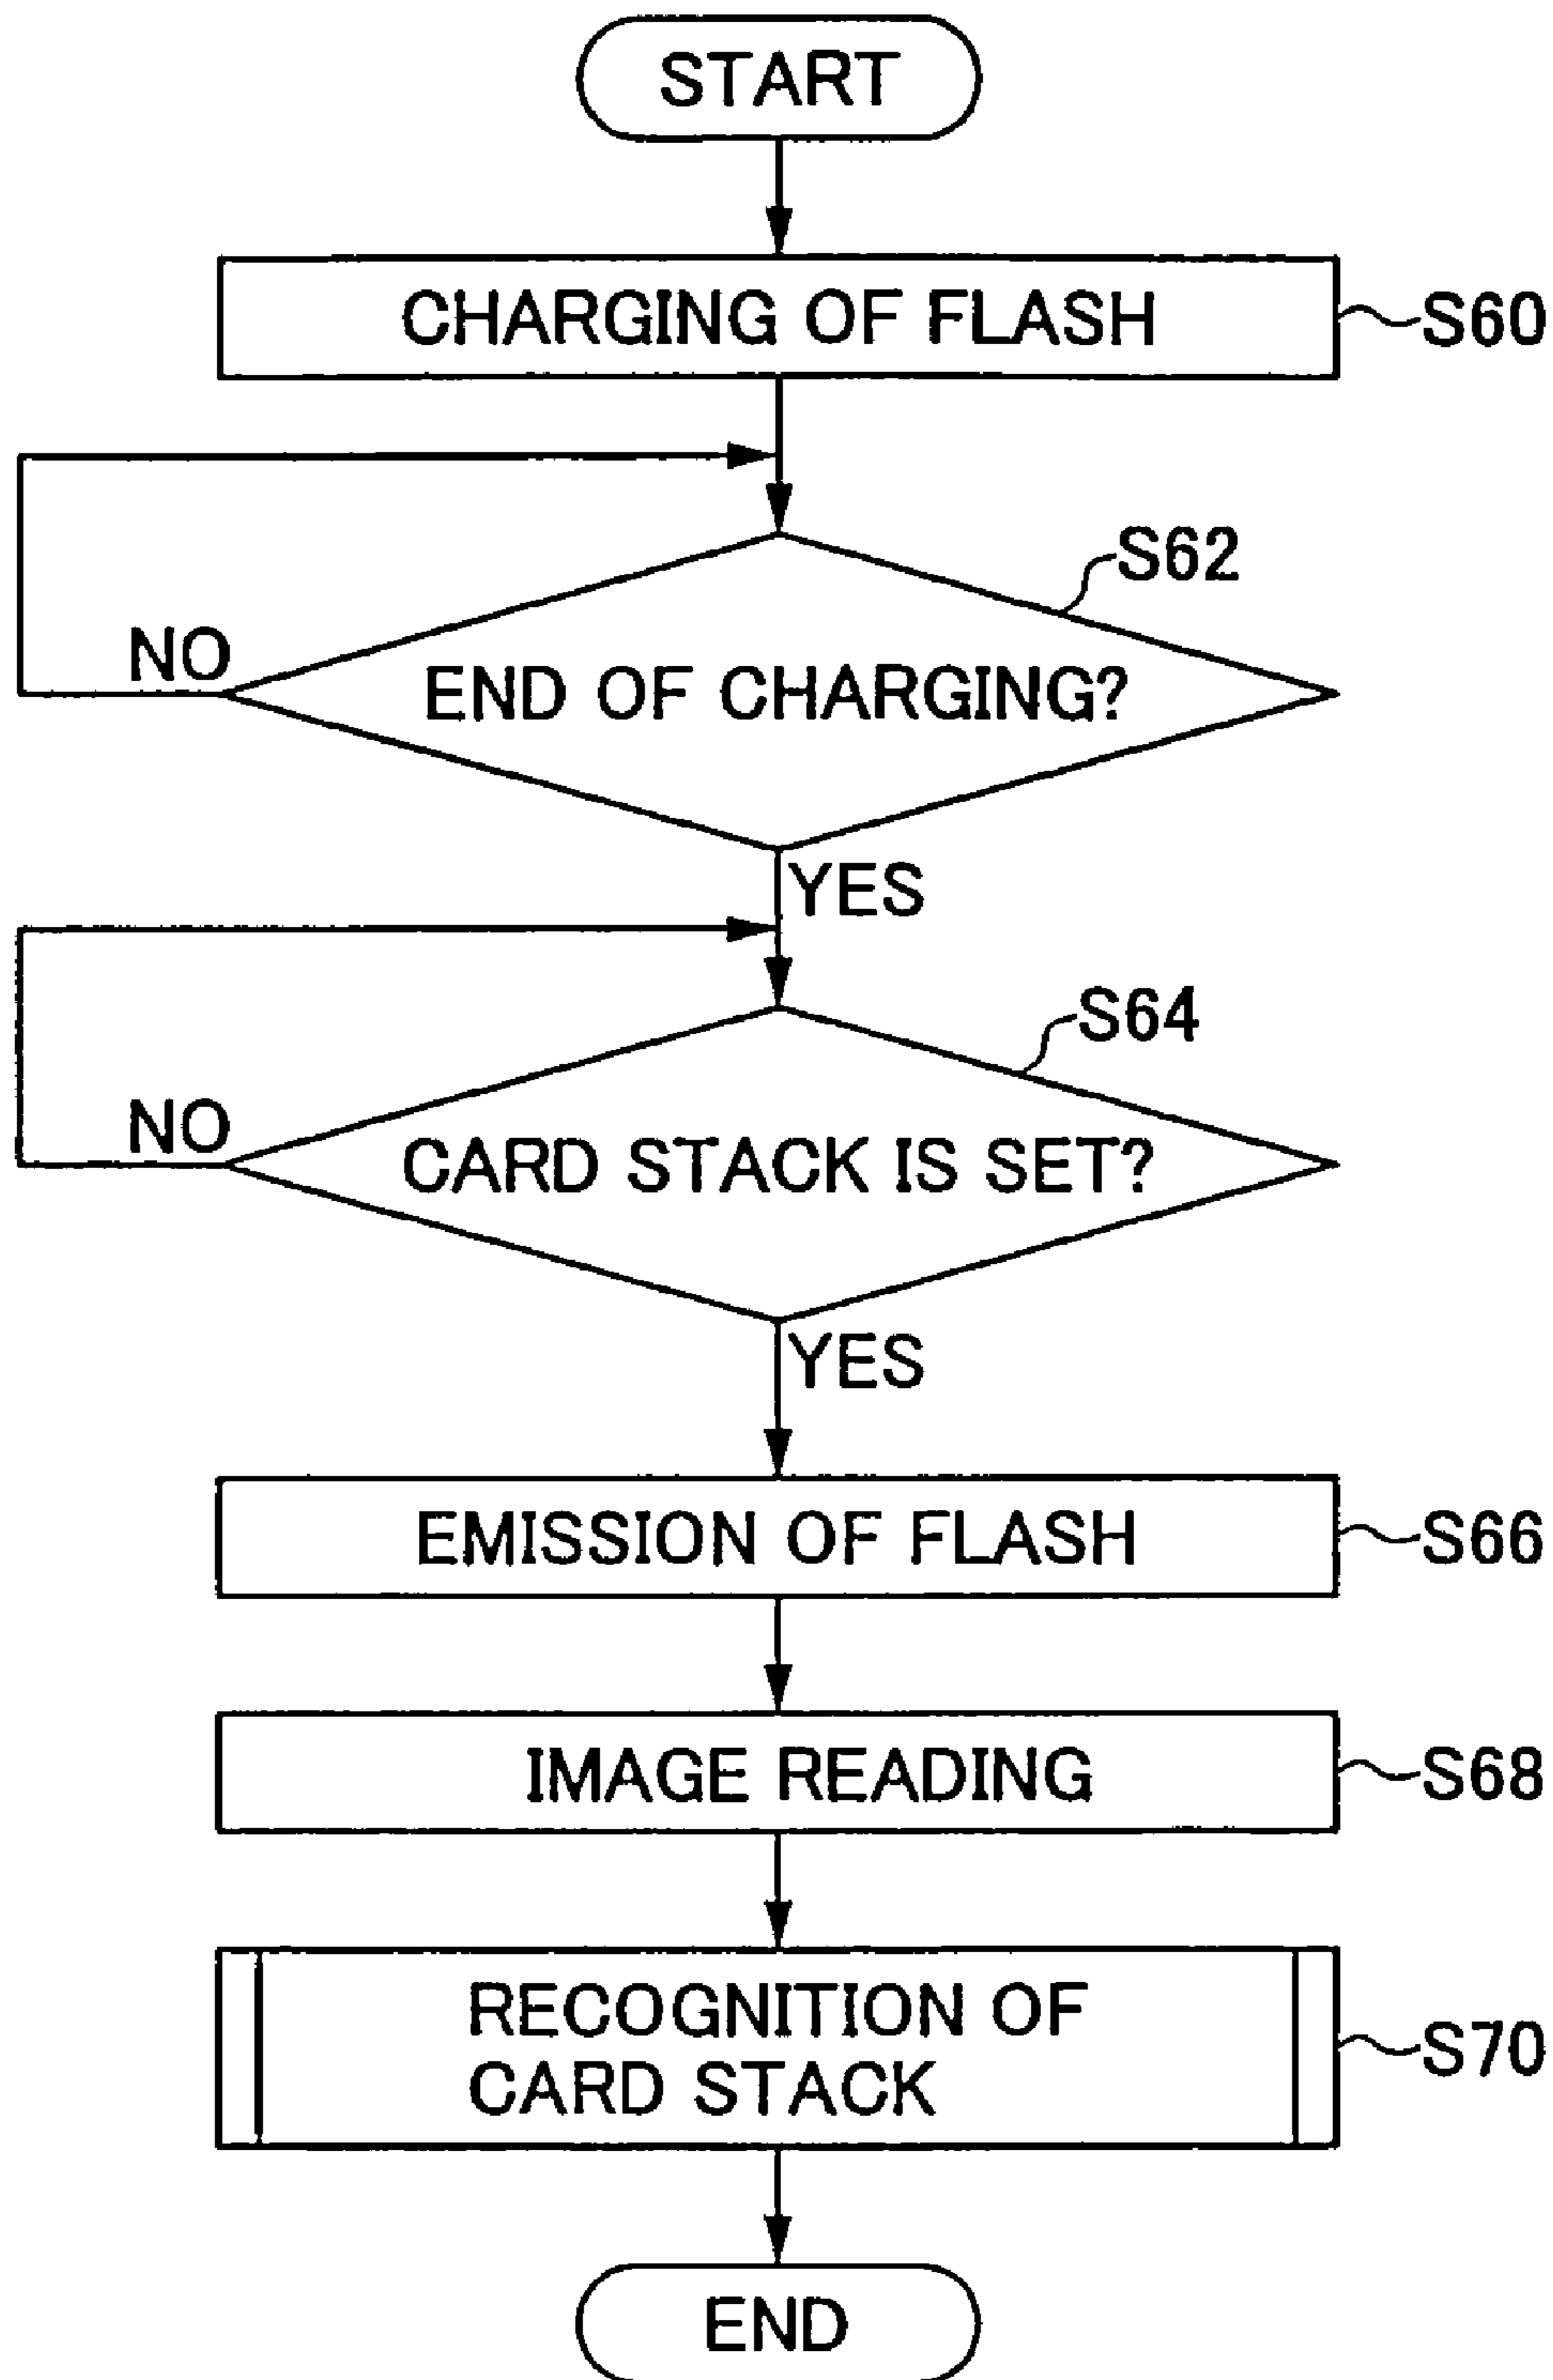 START
CHARGING OF FLASH
S60
S62
NO
END OF CHARGING?
YES
S64
NO
CARD STACK IS SET?
YES
EMISSION OF FLASH
S66
IMAGE READING
S68
RECOGNITION OF
CARD STACK
S70
END